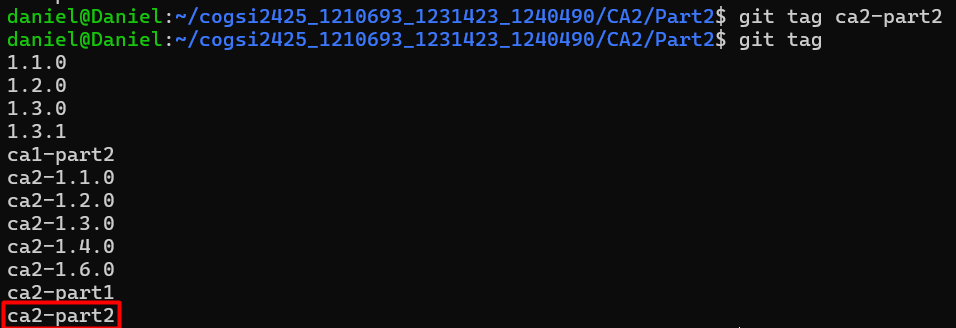 daniel@Daniel:~/cogsi2425_1210693_1231423_1240490/CA2/Part2$ git tag ca2-part2
daniel@Daniel:~/cogsi2425_1210693_1231423_1240490/CA2/Part2$ git tag
1.1.0
1.2.0
1.3.0
1.3.1
ca1-part2
ca2-1.1.0
ca2-1.2.0
ca2-1.3.0
ca2-1.4.0
ca2-1.6.0
ca2-part1
ca2-part2